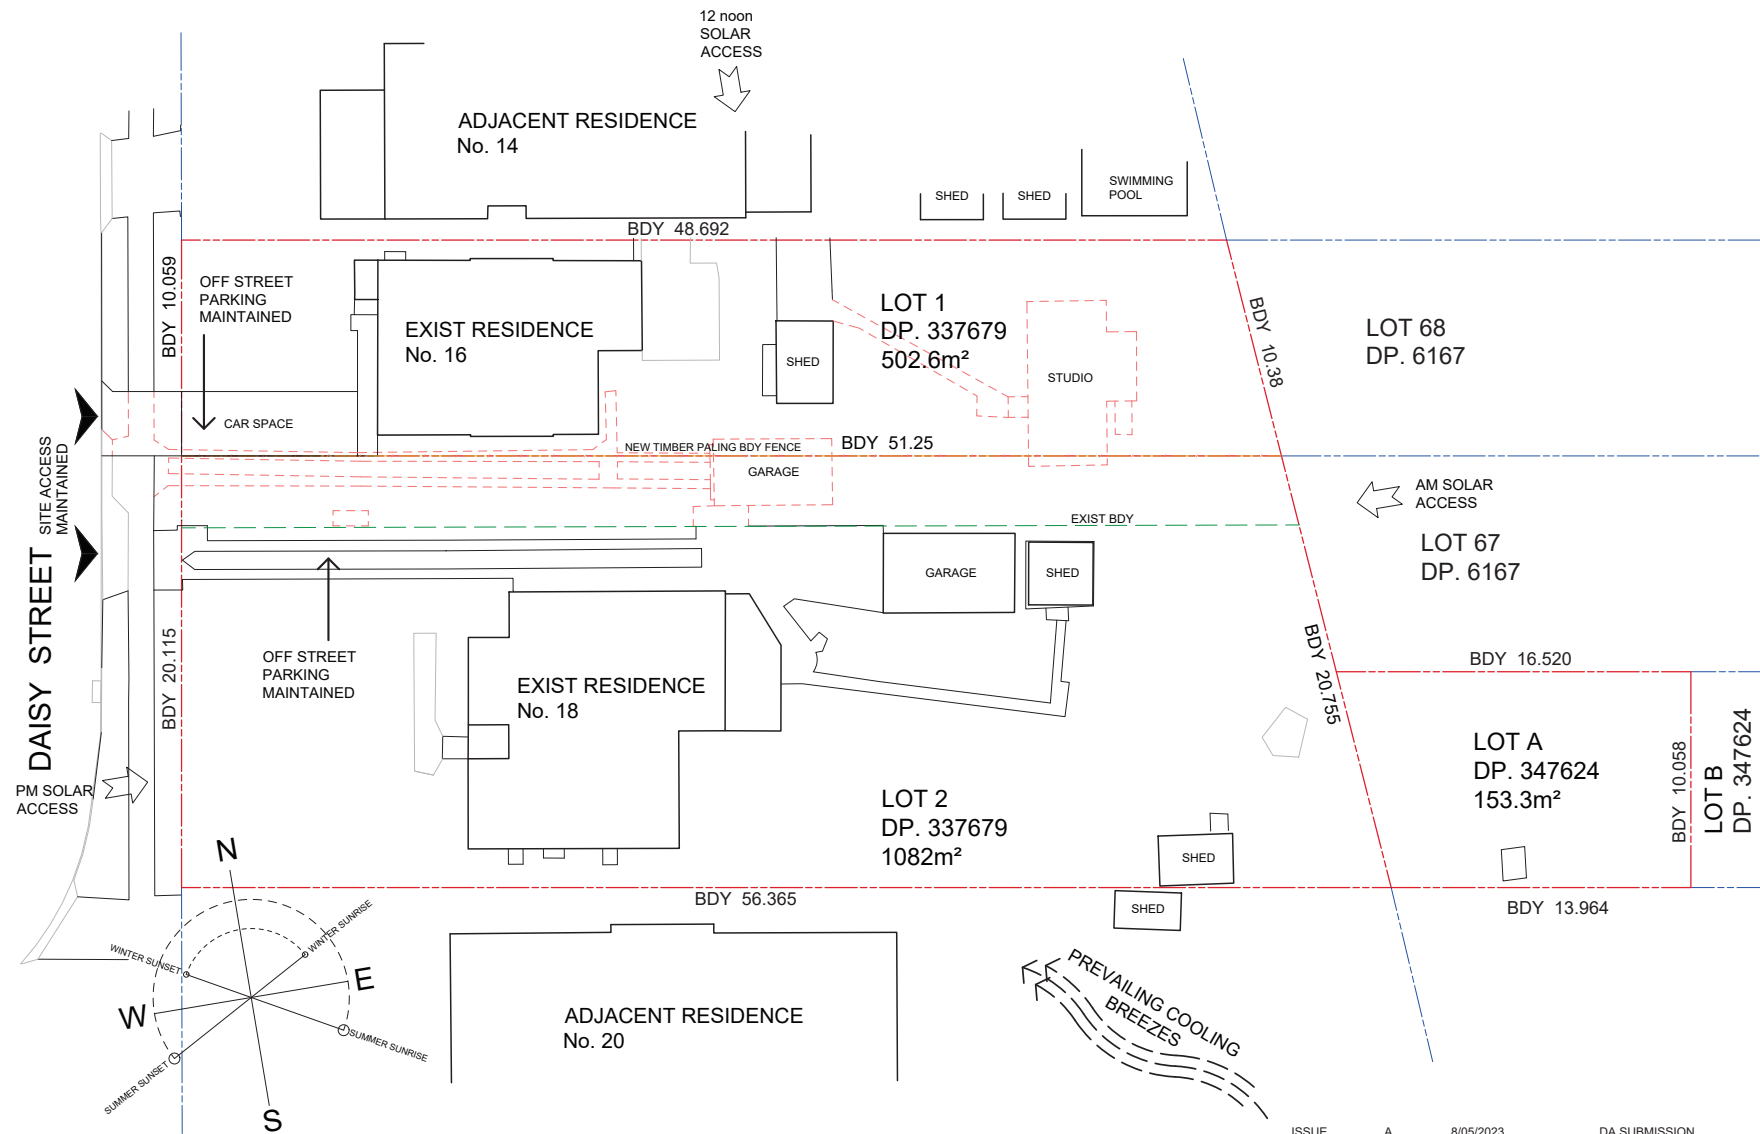 12 noon
SOLAR
ACCESS
ADJACENT RESIDENCE
No. 14
SHED
SHED
SWIMMING
POOL
BDY 48.692
BDY 10.059
OFF STREET
PARKING
MAINTAINED
EXIST RESIDENCE
No. 16
SHED
LOT 1
DP. 337679
502.6m²
STUDIO
BDY 10.38
LOT 68
DP. 6167
CAR SPACE
NEW TIMBER PALING BDY FENCE
BDY 51.25
GARAGE
SITE ACCESS
MAINTAINED
AM SOLAR
ACCESS
EXIST BDY
LOT 67
DP. 6167
DAISY STREET
GARAGE
SHED
BDY 20.115
OFF STREET
PARKING
MAINTAINED
EXIST RESIDENCE
No. 18
BDY 20.755
BDY 16.520
LOT A
DP. 347624
153.3m²
BDY 10.058
LOT B
DP. 347624
PM SOLAR
ACCESS
LOT 2
DP. 337679
1082m²
SHED
BDY 56.365
SHED
BDY 13.964
N
WINTER SUNRISE
WINTER SUNSET
E
W
SUMMER SUNRISE
SUMMER SUNSET
S
ADJACENT RESIDENCE
No. 20
PREVAILING COOLING
BREEZES
ISSUE A 8/05/2023 DA SUBMISSION